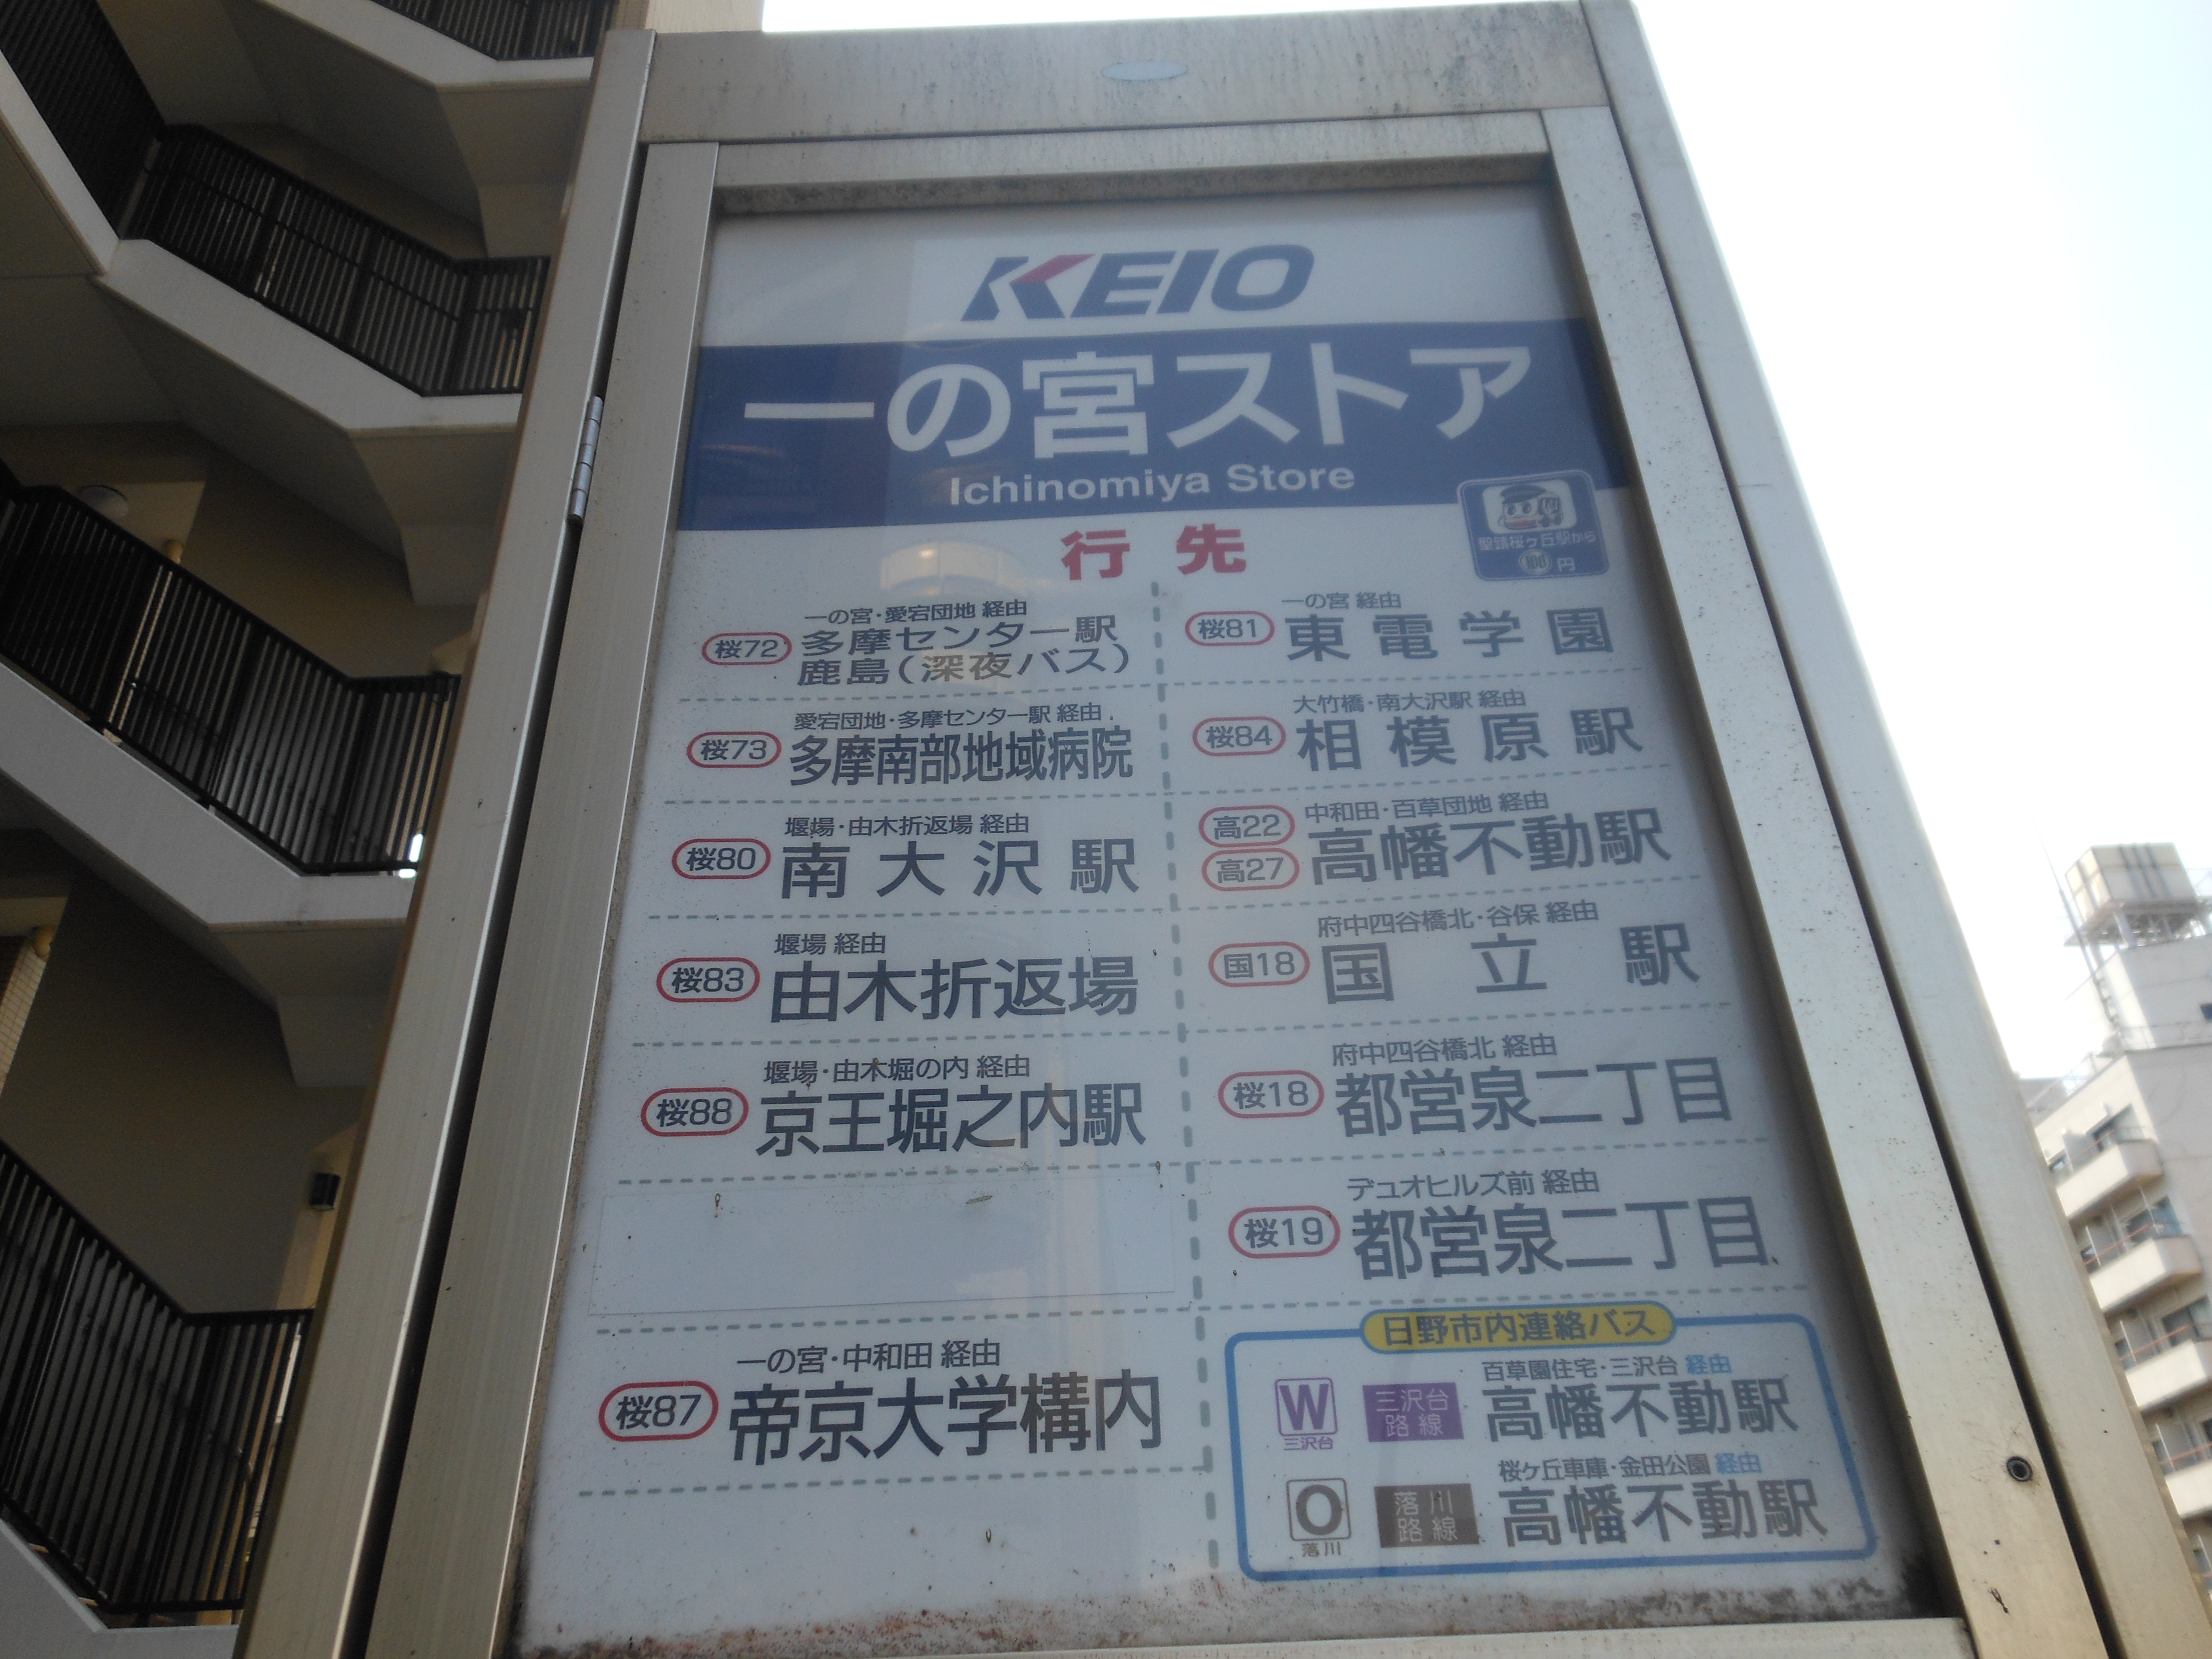 KEIO
一の宮ストア
Ichinomiya Store
聖蹟桜ヶ丘駅から
100円
行先
一の宮・愛宕団地 経由
桜72 多摩センター駅
鹿島(深夜バス)
愛宕団地・多摩センター駅 経由
桜73 多摩南部地域病院
堰場・由木折返場 経由
桜80 南大沢駅
堰場 経由
桜83 由木折返場
堰場・由木堀の内 経由
桜88 京王堀之内駅
一の宮・中和田 経由
桜87 帝京大学構内
一の宮 経由
桜81 東電学園
大竹橋・南大沢駅 経由
桜84 相模原駅
中和田・百草団地 経由
高22 高27 高幡不動駅
府中四谷橋北・谷保 経由
国18 国立駅
府中四谷橋北 経由
桜18 都営泉二丁目
デュオヒルズ前 経由
桜19 都営泉二丁目
日野市内連絡バス
百草園住宅・三沢台 経由
W 三沢台 三沢台路線 高幡不動駅
桜ケ丘車庫・金田公園 経由
O 落川 落川路線 高幡不動駅